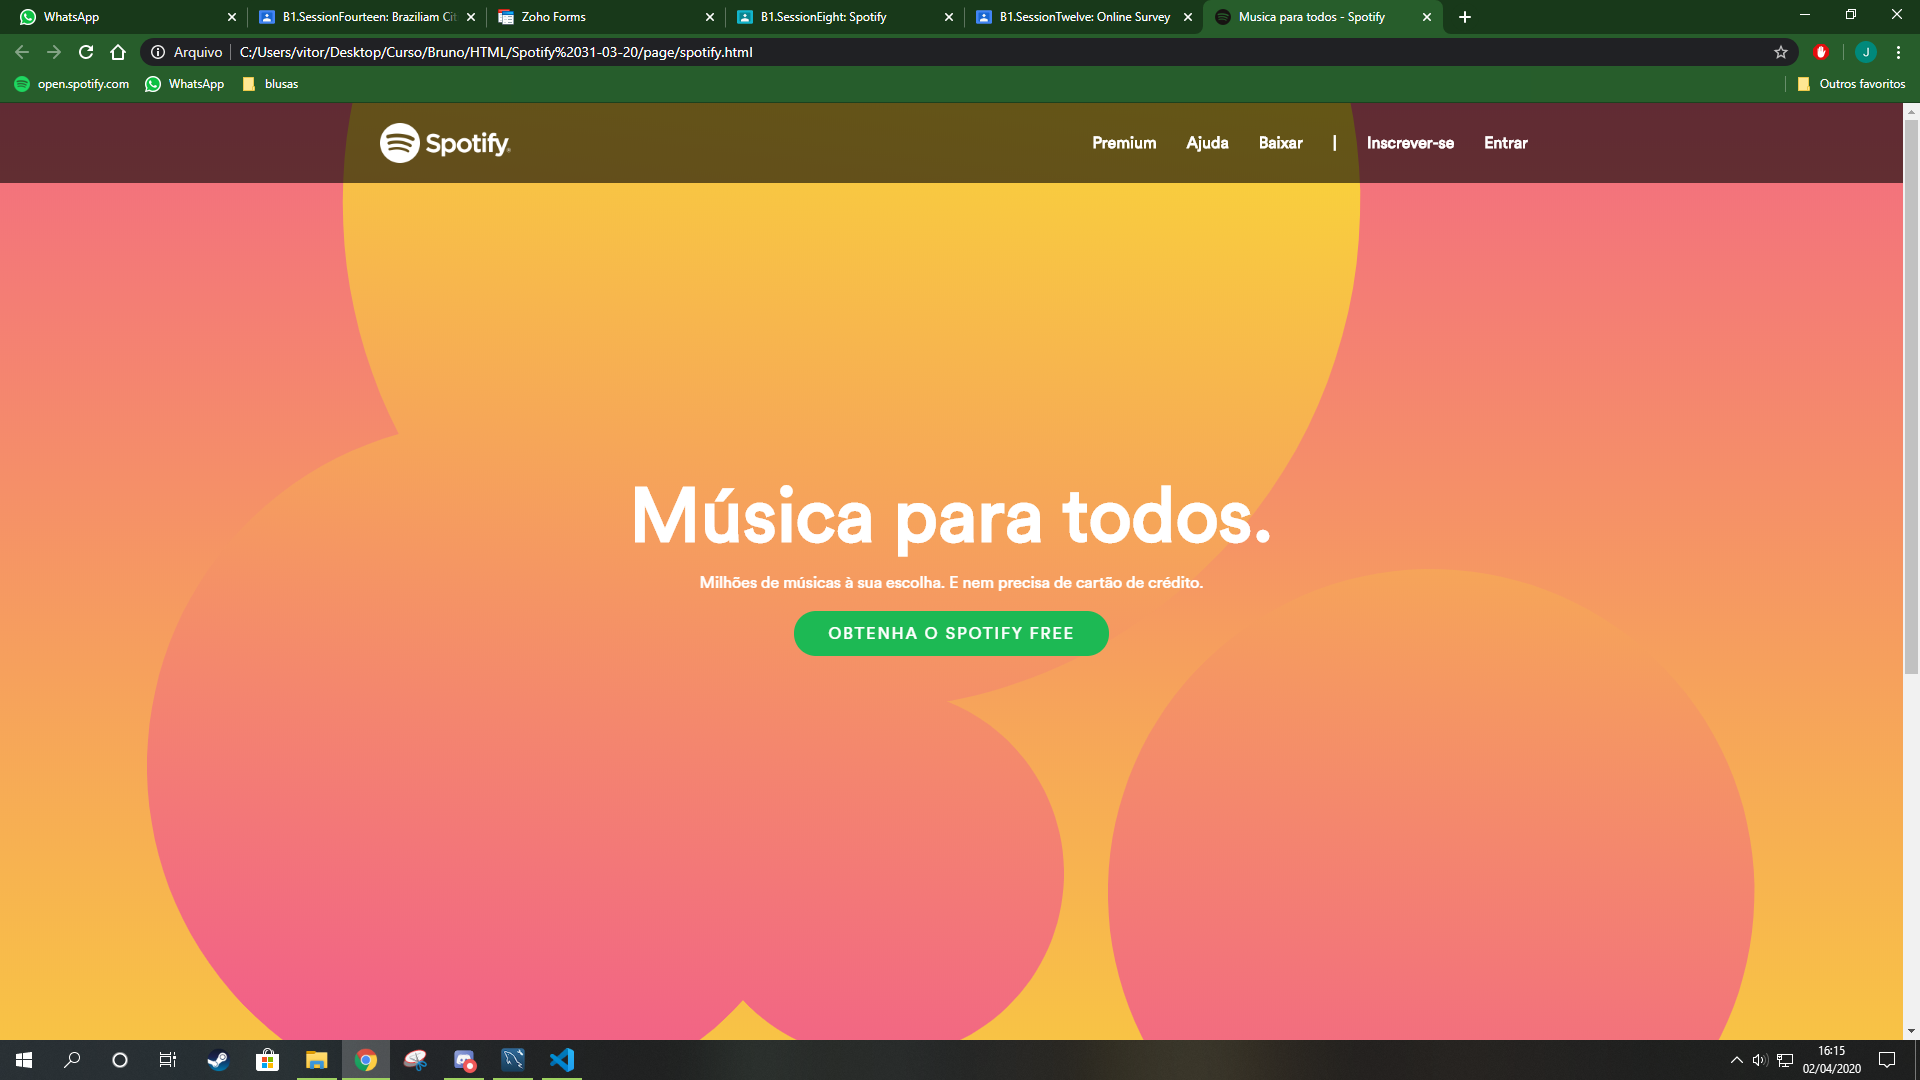 WhatsApp
B1.SessionFourteen: Braziliam Cit
Zoho Forms
B1.SessionEight: Spotify
B1.SessionTwelve: Online Survey
Musica para todos - Spotify
Arquivo
C:/Users/vitor/Desktop/Curso/Bruno/HTML/Spotify%2031-03-20/page/spotify.html
J
open.spotify.com
WhatsApp
blusas
Outros favoritos
Spotify
Premium
Ajuda
Baixar
|
Inscrever-se
Entrar
Música para todos.
Milhões de músicas à sua escolha. E nem precisa de cartão de crédito.
OBTENHA O SPOTIFY FREE
16:15
02/04/2020